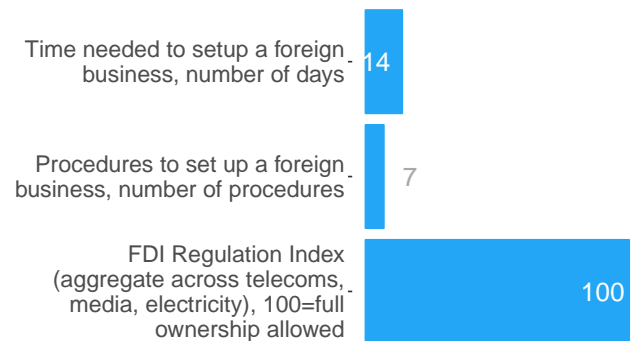 Time needed to setup a foreign
business, number of days
14
Procedures to set up a foreign
business, number of procedures
7
FDI Regulation Index
(aggregate across telecoms,
media, electricity), 100=full
ownership allowed
100